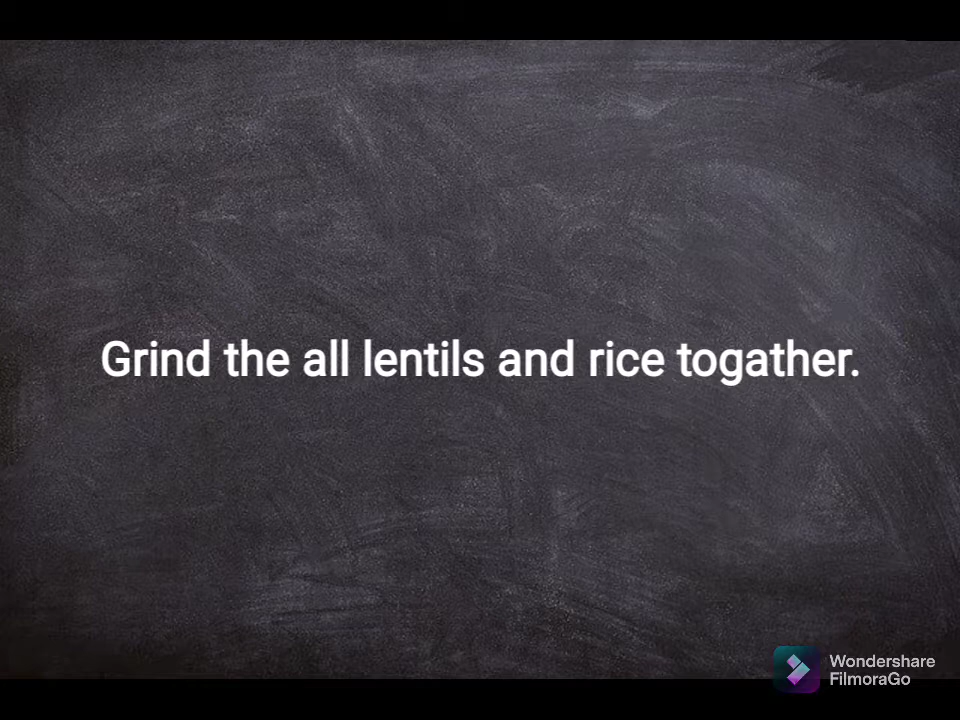 Grind the all lentils and rice togather.
Wondershare
FilmoraGo